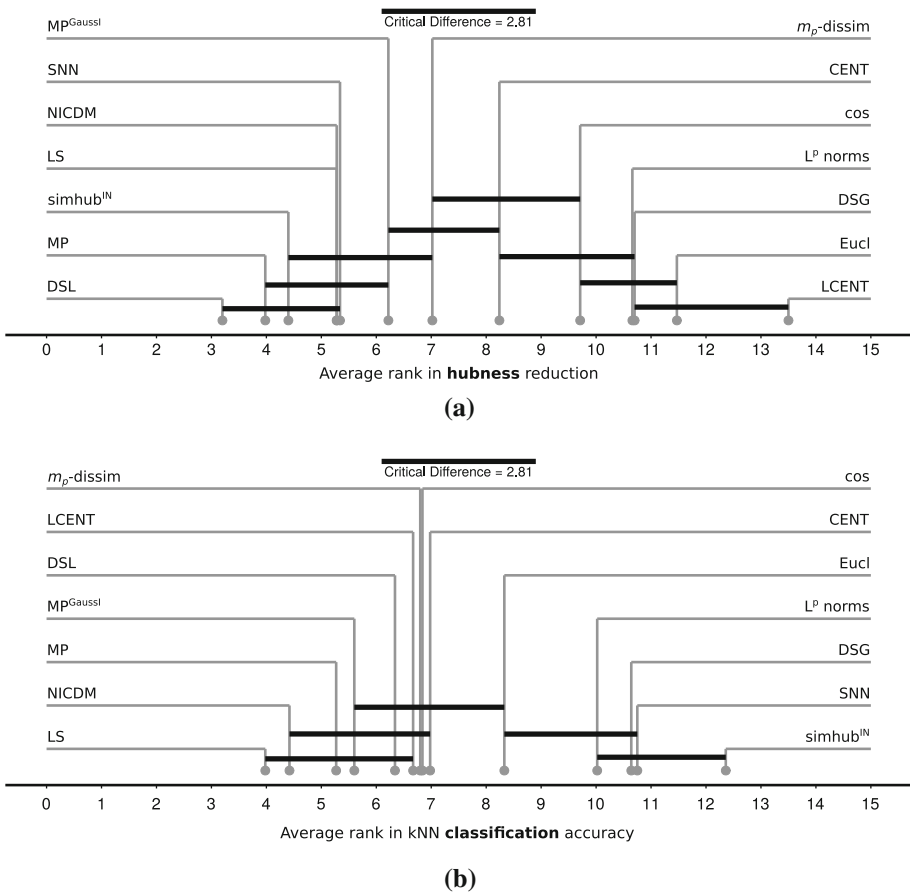 MP^GaussI
Critical Difference = 2.81
m_p-dissim
SNN
CENT
NICDM
cos
LS
L^p norms
simhub^IN
DSG
MP
Eucl
DSL
LCENT
0 1 2 3 4 5 6 7 8 9 10 11 12 13 14 15
Average rank in hubness reduction
(a)
m_p-dissim
Critical Difference = 2.81
cos
LCENT
CENT
DSL
Eucl
MP^GaussI
L^p norms
MP
DSG
NICDM
SNN
LS
simhub^IN
0 1 2 3 4 5 6 7 8 9 10 11 12 13 14 15
Average rank in kNN classification accuracy
(b)